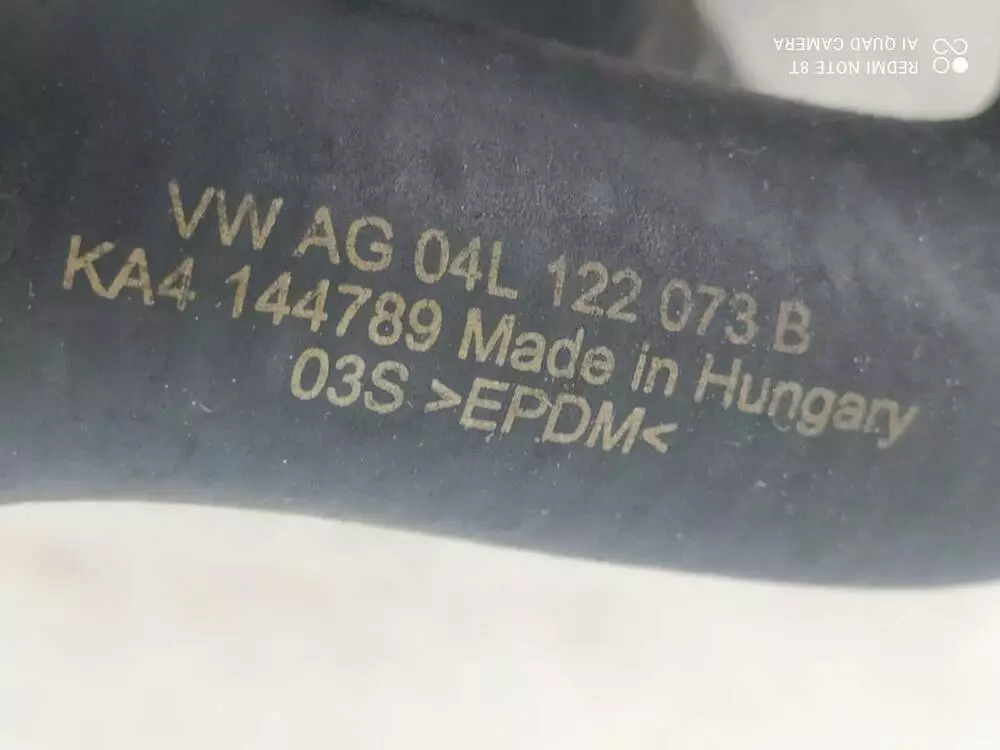 VW AG 04L 122 073 B
KA4 144789 Made in Hungary
03S >EPDM<
REDMI NOTE 8T
AI QUAD CAMERA